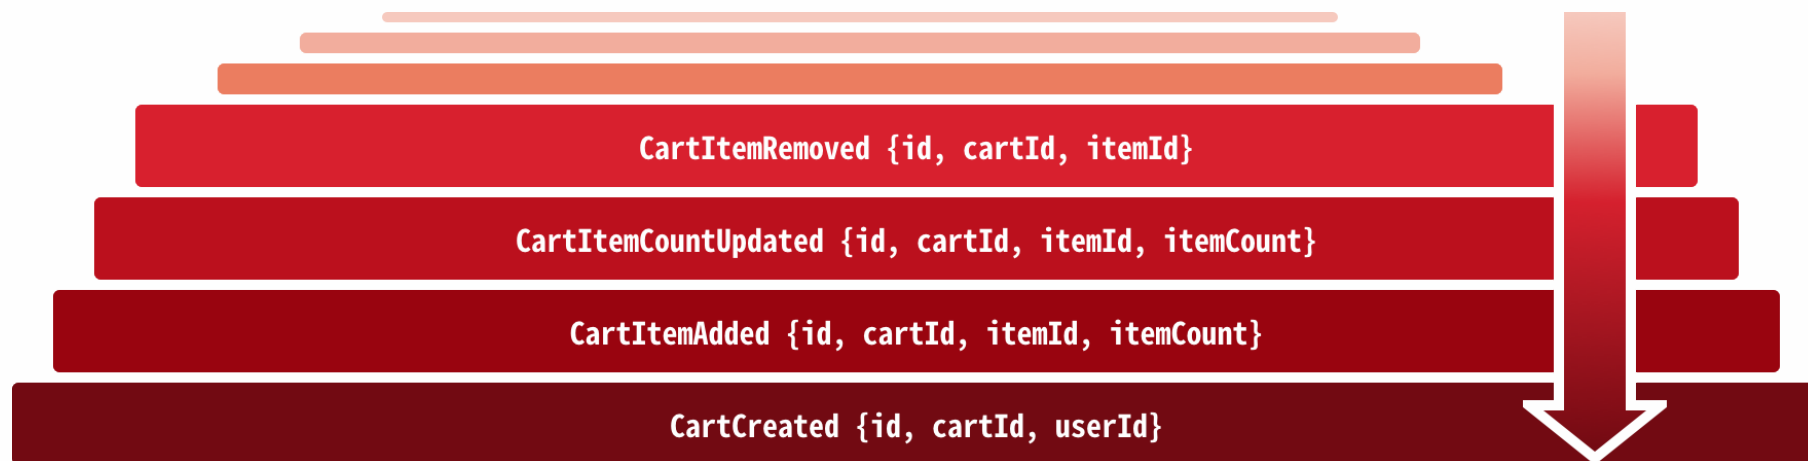 CartItemRemoved {id, cartId, itemId}
CartItemCountUpdated {id, cartId, itemId, itemCount}
CartItemAdded {id, cartId, itemId, itemCount}
CartCreated {id, cartId, userId}